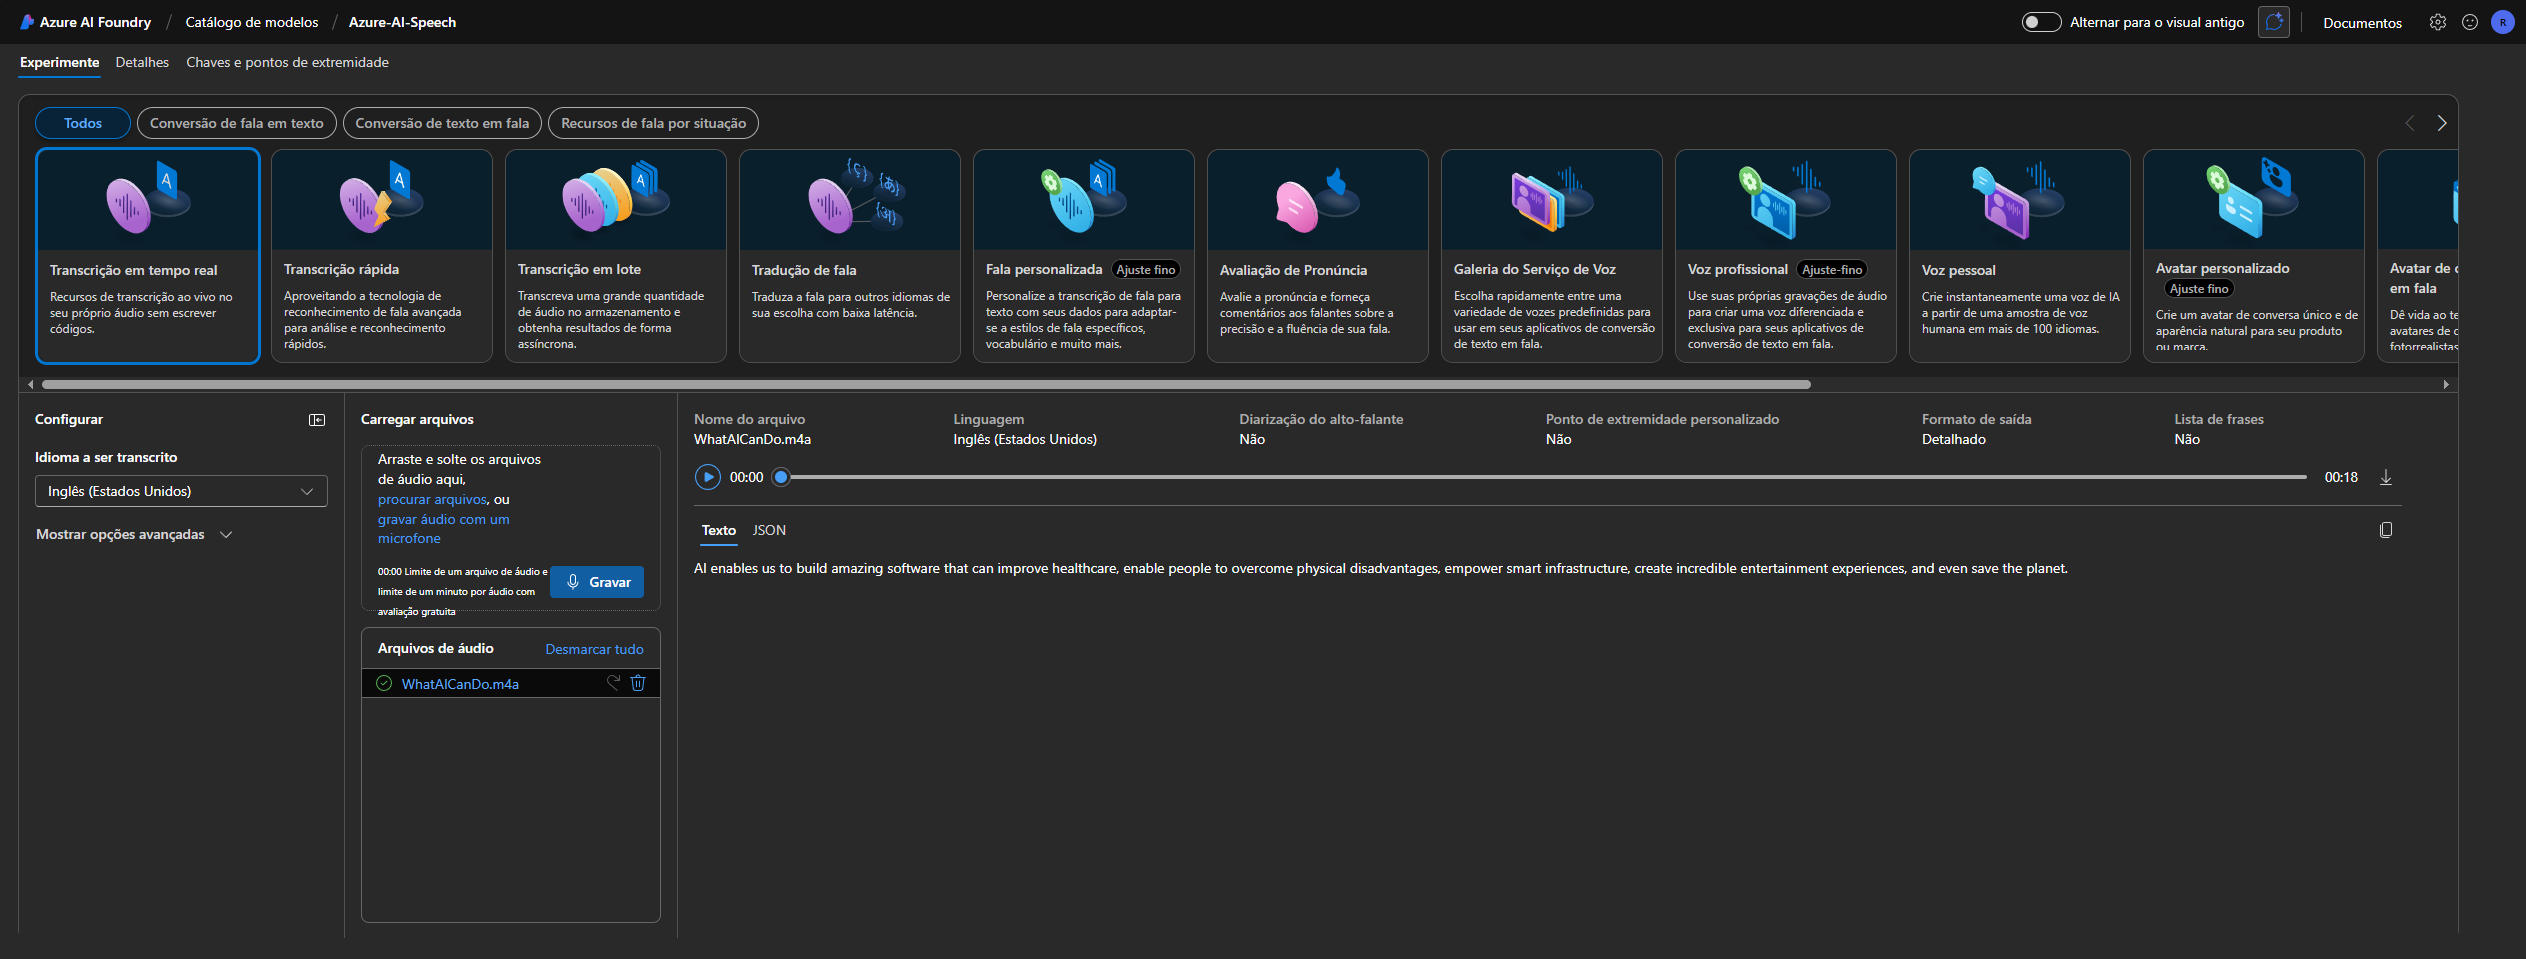 Azure AI Foundry / Catálogo de modelos / Azure-AI-Speech
Alternar para o visual antigo
Documentos
R
Experimente
Detalhes
Chaves e pontos de extremidade
Todos
Conversão de fala em texto
Conversão de texto em fala
Recursos de fala por situação
Transcrição em tempo real
Recursos de transcrição ao vivo no
seu próprio áudio sem escrever
códigos.
Transcrição rápida
Aproveitando a tecnologia de
reconhecimento de fala avançada
para análise e reconhecimento
rápidos.
Transcrição em lote
Transcreva uma grande quantidade
de áudio no armazenamento e
obtenha resultados de forma
assíncrona.
Tradução de fala
Traduza a fala para outros idiomas de
sua escolha com baixa latência.
Fala personalizada
Ajuste fino
Personalize a transcrição de fala para
texto com seus dados para adaptar-
se a estilos de fala específicos,
vocabulário e muito mais.
Avaliação de Pronúncia
Avalie a pronúncia e forneça
comentários aos falantes sobre a
precisão e a fluência de sua fala.
Galeria do Serviço de Voz
Escolha rapidamente entre uma
variedade de vozes predefinidas para
usar em seus aplicativos de conversão
de texto em fala.
Voz profissional
Ajuste-fino
Use suas próprias gravações de áudio
para criar uma voz diferenciada e
exclusiva para seus aplicativos de
conversão de texto em fala.
Voz pessoal
Crie instantaneamente uma voz de IA
a partir de uma amostra de voz
humana em mais de 100 idiomas.
Avatar personalizado
Ajuste fino
Crie um avatar de conversa único e de
aparência natural para seu produto
ou marca.
Avatar de
em fala
Dê vida ao
avatares de
fotorrealistas
Configurar
Idioma a ser transcrito
Inglês (Estados Unidos)
Mostrar opções avançadas
Carregar arquivos
Arraste e solte os arquivos
de áudio aqui,
procurar arquivos, ou
gravar áudio com um
microfone
00:00 Limite de um arquivo de áudio e
limite de um minuto por áudio com
avaliação gratuita
Gravar
Arquivos de áudio
Desmarcar tudo
WhatAICanDo.m4a
Nome do arquivo
WhatAICanDo.m4a
Linguagem
Inglês (Estados Unidos)
Diarização do alto-falante
Não
Ponto de extremidade personalizado
Não
Formato de saída
Detalhado
Lista de frases
Não
00:00
00:18
Texto
JSON
AI enables us to build amazing software that can improve healthcare, enable people to overcome physical disadvantages, empower smart infrastructure, create incredible entertainment experiences, and even save the planet.